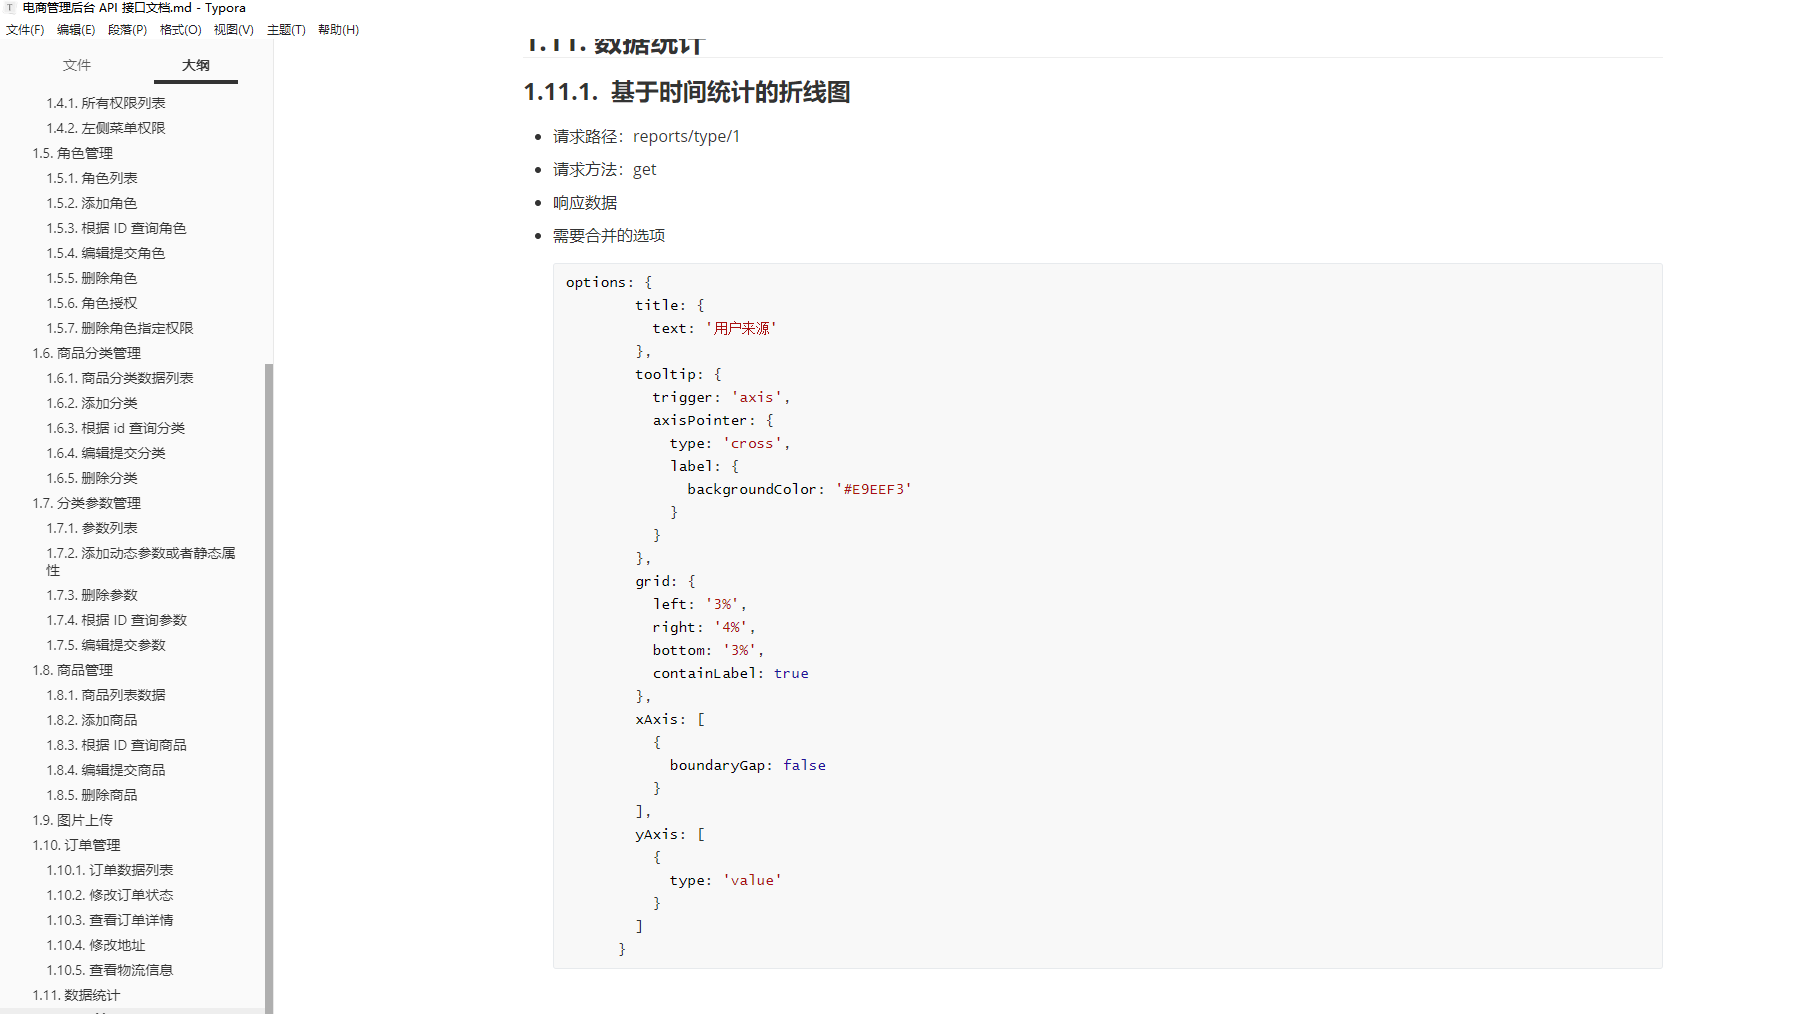 T 电商管理后台 API 接口文档.md - Typora
文件(F) 编辑(E) 段落(P) 格式(O) 视图(V) 主题(T) 帮助(H)
文件 大纲
1.4.1. 所有权限列表
1.4.2. 左侧菜单权限
1.5. 角色管理
1.5.1. 角色列表
1.5.2. 添加角色
1.5.3. 根据 ID 查询角色
1.5.4. 编辑提交角色
1.5.5. 删除角色
1.5.6. 角色授权
1.5.7. 删除角色指定权限
1.6. 商品分类管理
1.6.1. 商品分类数据列表
1.6.2. 添加分类
1.6.3. 根据 id 查询分类
1.6.4. 编辑提交分类
1.6.5. 删除分类
1.7. 分类参数管理
1.7.1. 参数列表
1.7.2. 添加动态参数或者静态属
性
1.7.3. 删除参数
1.7.4. 根据 ID 查询参数
1.7.5. 编辑提交参数
1.8. 商品管理
1.8.1. 商品列表数据
1.8.2. 添加商品
1.8.3. 根据 ID 查询商品
1.8.4. 编辑提交商品
1.8.5. 删除商品
1.9. 图片上传
1.10. 订单管理
1.10.1. 订单数据列表
1.10.2. 修改订单状态
1.10.3. 查看订单详情
1.10.4. 修改地址
1.10.5. 查看物流信息
1.11. 数据统计
1.11. 数据统计
1.11.1. 基于时间统计的折线图
• 请求路径：reports/type/1
• 请求方法：get
• 响应数据
• 需要合并的选项
options: {
title: {
text: '用户来源'
},
tooltip: {
trigger: 'axis',
axisPointer: {
type: 'cross',
label: {
backgroundColor: '#E9EEF3'
}
}
},
grid: {
left: '3%',
right: '4%',
bottom: '3%',
containLabel: true
},
xAxis: [
{
boundaryGap: false
}
],
yAxis: [
{
type: 'value'
}
]
}